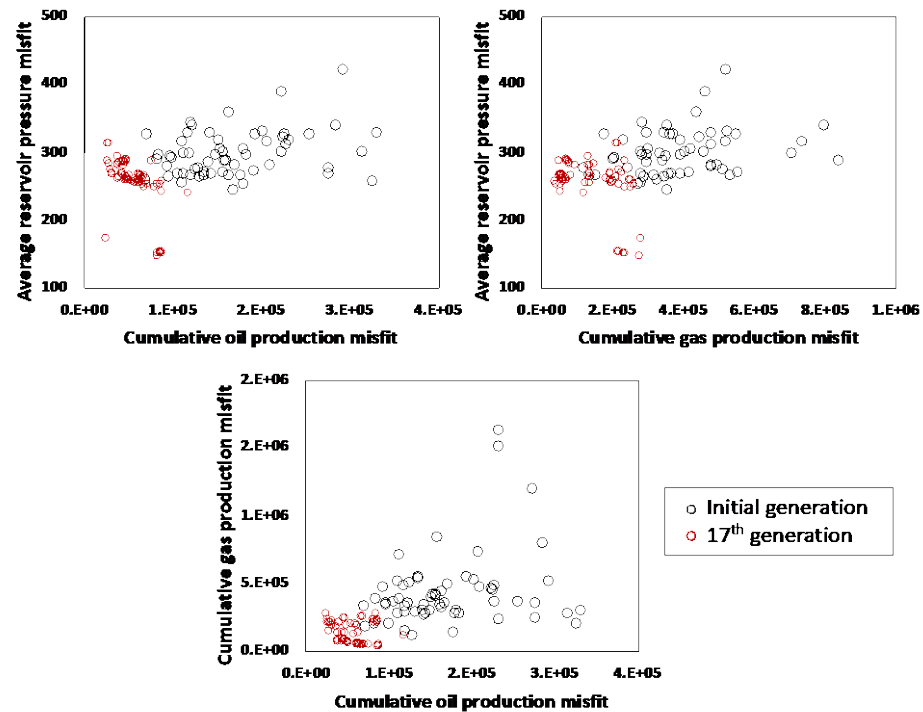 Average reservoir pressure misfit
500
400
300
200
100
0.E+00 1.E+05 2.E+05 3.E+05 4.E+05
Cumulative oil production misfit
Average reservoir pressure misfit
500
400
300
200
100
0.E+00 2.E+05 4.E+05 6.E+05 8.E+05 1.E+06
Cumulative gas production misfit
Cumulative gas production misfit
2.E+06
2.E+06
1.E+06
5.E+05
0.E+00
0.E+00 1.E+05 2.E+05 3.E+05 4.E+05
Cumulative oil production misfit
Initial generation
17th generation